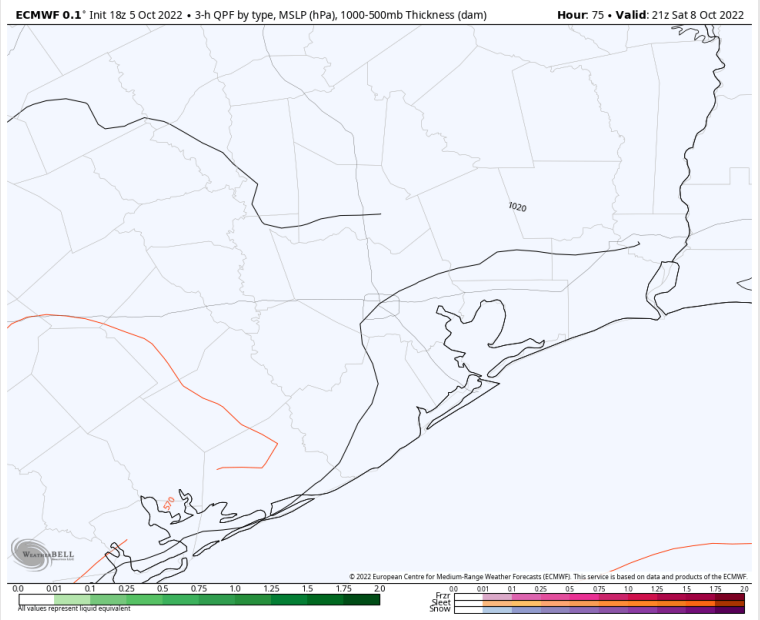 ECMWF 0.1° Init 18z 5 Oct 2022 • 3-h QPF by type, MSLP (hPa), 1000-500mb Thickness (dam)
Hour: 75 • Valid: 21z Sat 8 Oct 2022
1020
570
WeatherBELL
© 2022 European Centre for Medium-Range Weather Forecasts (ECMWF). This service is based on data and products of the ECMWF.
0.0 0.01 0.1 0.25 0.5 0.75 1.0 1.25 1.5 1.75 2.0
All values represent liquid equivalent
0.0 0.01 0.1 0.25 0.5 0.75 1.0 1.25 1.5 1.75 2.0
Frzr
Sleet
Snow